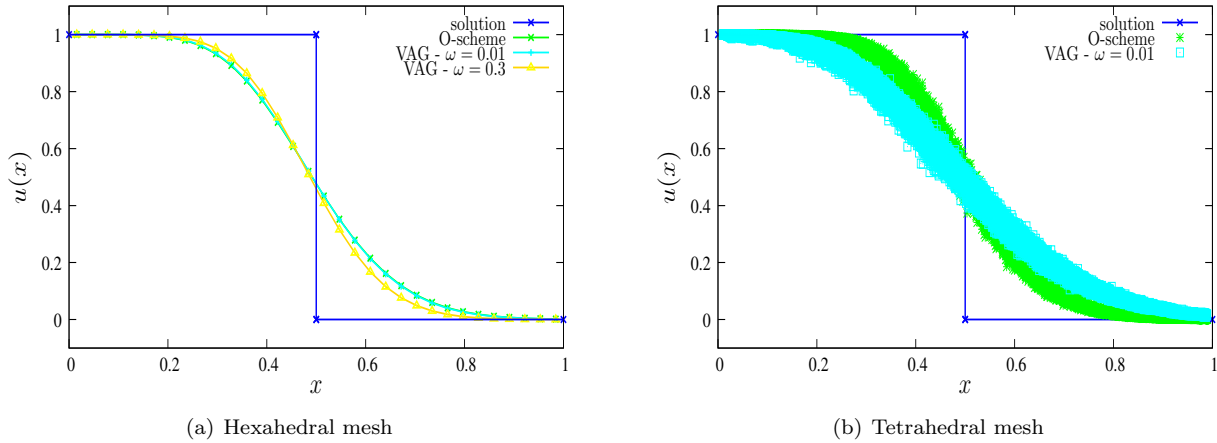 solution
O-scheme
VAG - ω = 0.01
VAG - ω = 0.3
1
0.8
0.6
0.4
0.2
0
u(x)
0 0.2 0.4 0.6 0.8 1
x
(a) Hexahedral mesh
solution
O-scheme
VAG - ω = 0.01
1
0.8
0.6
0.4
0.2
0
u(x)
0 0.2 0.4 0.6 0.8 1
x
(b) Tetrahedral mesh